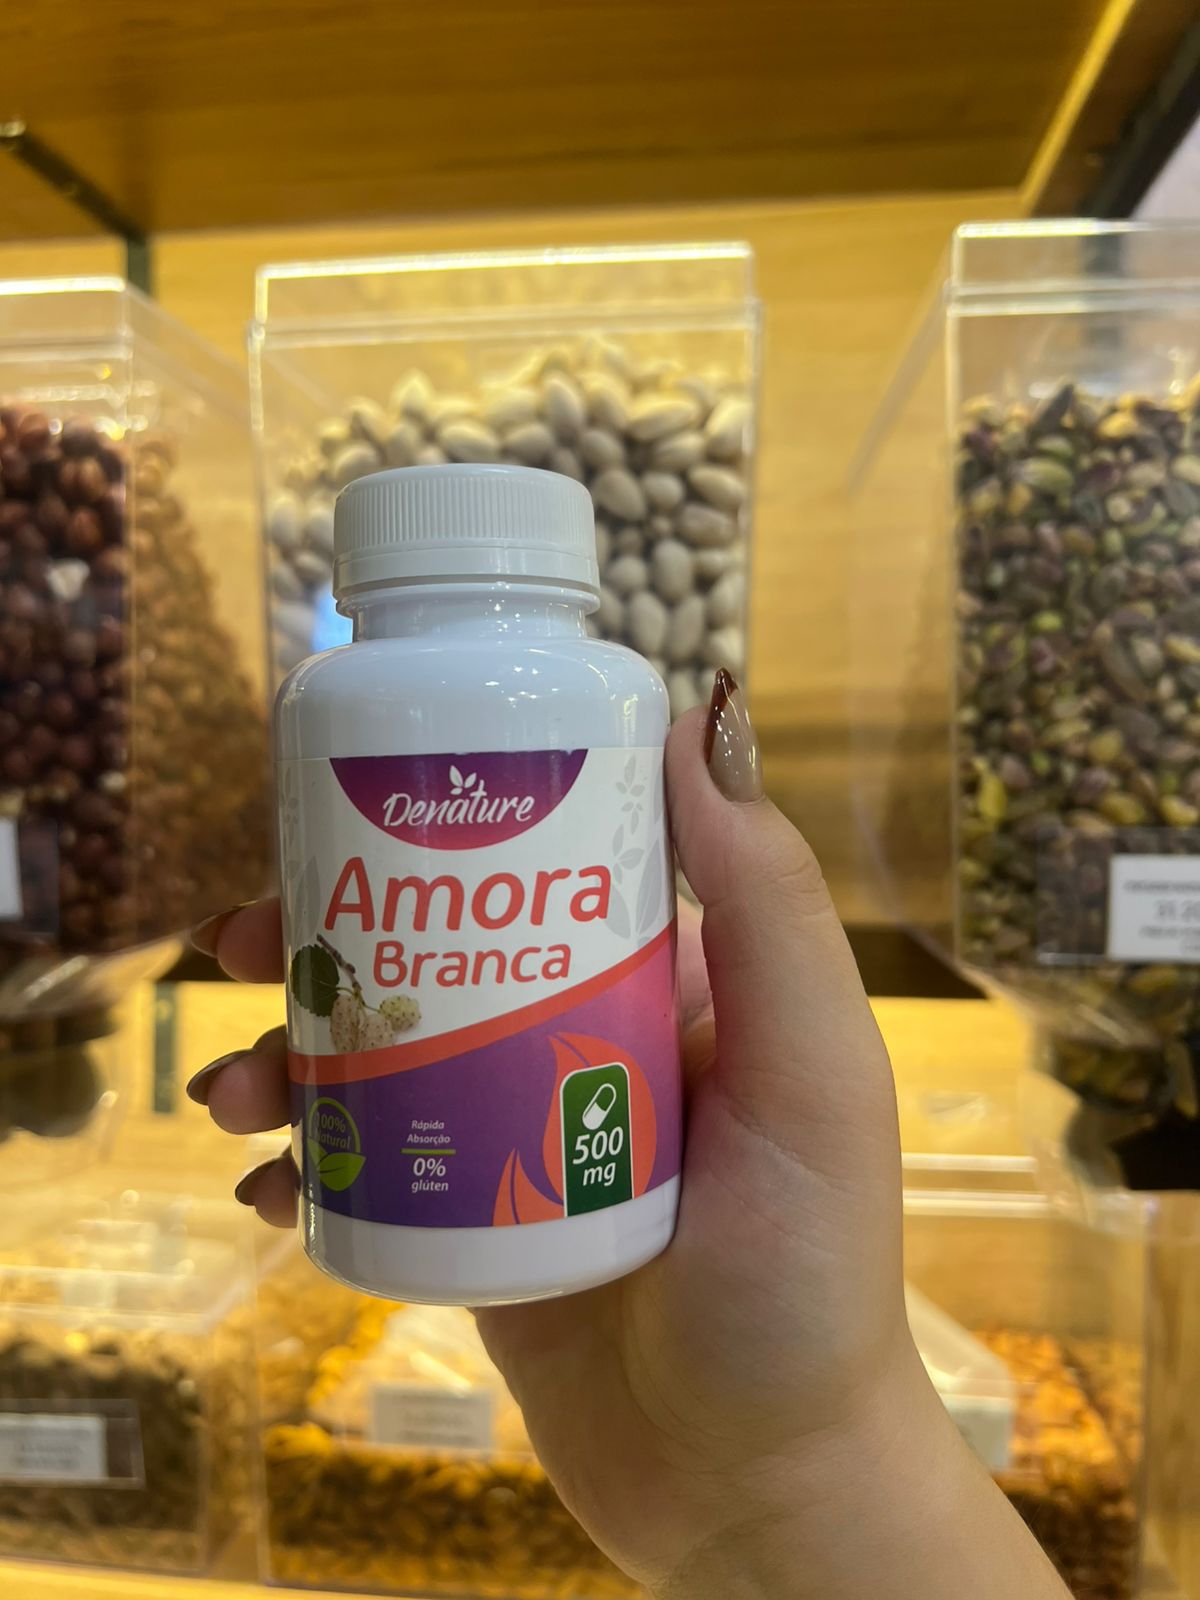 Denature
Amora
Branca
100%
Natural
Rápida
Absorção
0%
glúten
500
mg